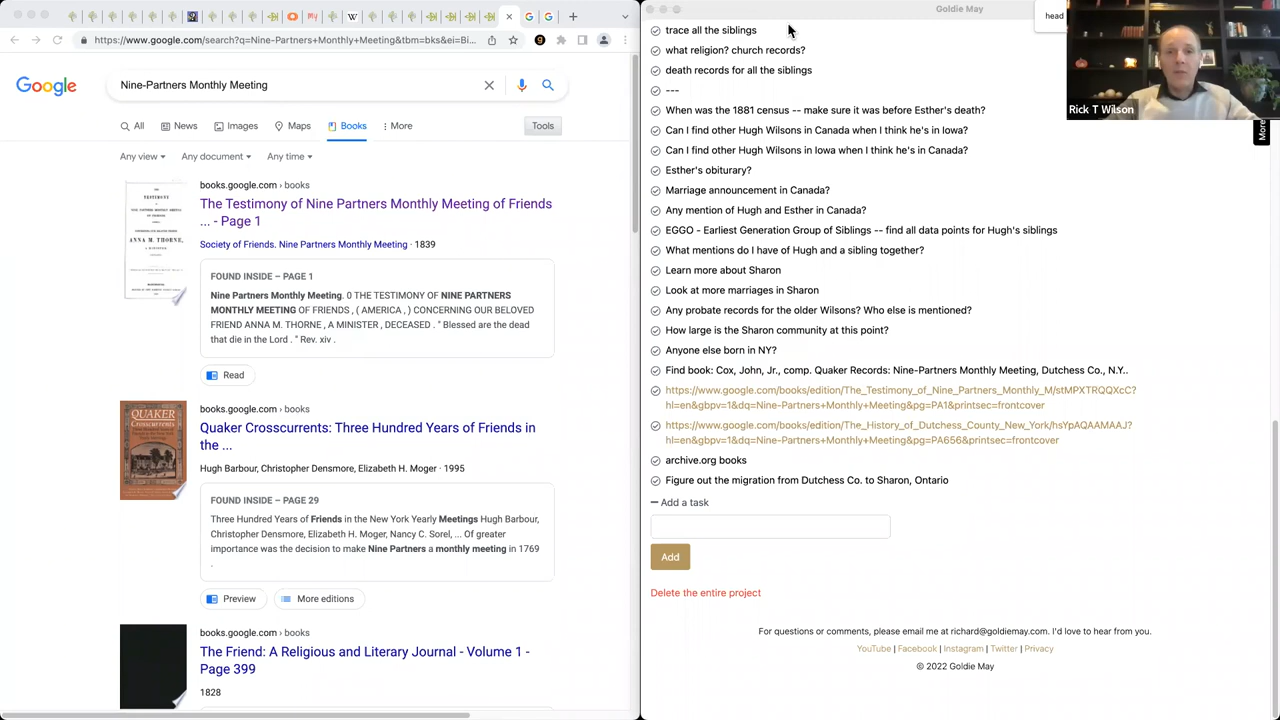 https://www.google.com/search?q=Nine-Partners+Monthly+Meeting&tbm
Google
Nine-Partners Monthly Meeting
All
News
Images
Maps
Books
More
Tools
Any view
Any document
Any time
books.google.com › books
The Testimony of Nine Partners Monthly Meeting of Friends
... - Page 1
Society of Friends. Nine Partners Monthly Meeting · 1839
FOUND INSIDE – PAGE 1
Nine Partners Monthly Meeting. 0 THE TESTIMONY OF NINE PARTNERS
MONTHLY MEETING OF FRIENDS , ( AMERICA , ) CONCERNING OUR BELOVED
FRIEND ANNA M. THORNE , A MINISTER , DECEASED . " Blessed are the dead
that die in the Lord . " Rev. xiv .
Read
TESTIMONY
ANNA M. THORNE,
books.google.com › books
Quaker Crosscurrents: Three Hundred Years of Friends in
the ...
Hugh Barbour, Christopher Densmore, Elizabeth H. Moger · 1995
FOUND INSIDE – PAGE 29
Three Hundred Years of Friends in the New York Yearly Meetings Hugh Barbour,
Christopher Densmore, Elizabeth H. Moger, Nancy C. Sorel, ... Of greater
importance was the decision to make Nine Partners a monthly meeting in 1769
.
Preview
More editions
QUAKER
CROSSCURRENTS
books.google.com › books
The Friend: A Religious and Literary Journal - Volume 1 -
Page 399
1828
Goldie May
head
Rick T Wilson
More
trace all the siblings
what religion? church records?
death records for all the siblings
---
When was the 1881 census -- make sure it was before Esther's death?
Can I find other Hugh Wilsons in Canada when I think he's in Iowa?
Can I find other Hugh Wilsons in Iowa when I think he's in Canada?
Esther's obiturary?
Marriage announcement in Canada?
Any mention of Hugh and Esther in Canada?
EGGO - Earliest Generation Group of Siblings -- find all data points for Hugh's siblings
What mentions do I have of Hugh and a sibling together?
Learn more about Sharon
Look at more marriages in Sharon
Any probate records for the older Wilsons? Who else is mentioned?
How large is the Sharon community at this point?
Anyone else born in NY?
Find book: Cox, John, Jr., comp. Quaker Records: Nine-Partners Monthly Meeting, Dutchess Co., N.Y..
https://www.google.com/books/edition/The_Testimony_of_Nine_Partners_Monthly_M/stMPXTRQQXcC?
hl=en&gbpv=1&dq=Nine-Partners+Monthly+Meeting&pg=PA1&printsec=frontcover
https://www.google.com/books/edition/The_History_of_Dutchess_County_New_York/hsYpAQAAMAAJ?
hl=en&gbpv=1&dq=Nine-Partners+Monthly+Meeting&pg=PA656&printsec=frontcover
archive.org books
Figure out the migration from Dutchess Co. to Sharon, Ontario
Add a task
Add
Delete the entire project
For questions or comments, please email me at richard@goldiemay.com. I'd love to hear from you.
YouTube | Facebook | Instagram | Twitter | Privacy
© 2022 Goldie May